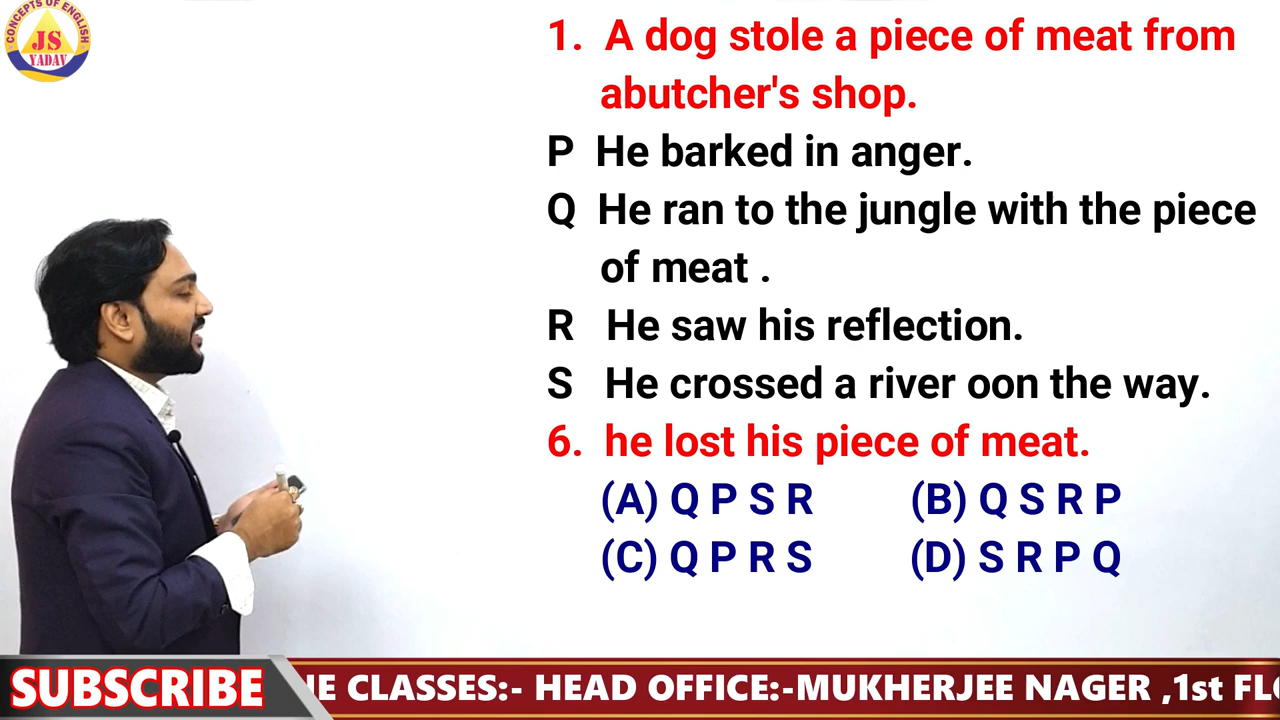 CONCEPTS OF ENGLISH
JS
YADAV
1. A dog stole a piece of meat from
abutcher's shop.
P He barked in anger.
Q He ran to the jungle with the piece
of meat .
R He saw his reflection.
S He crossed a river oon the way.
6. he lost his piece of meat.
(A) Q P S R (B) Q S R P
(C) Q P R S (D) S R P Q
SUBSCRIBE
E CLASSES:- HEAD OFFICE:-MUKHERJEE NAGER ,1st FL